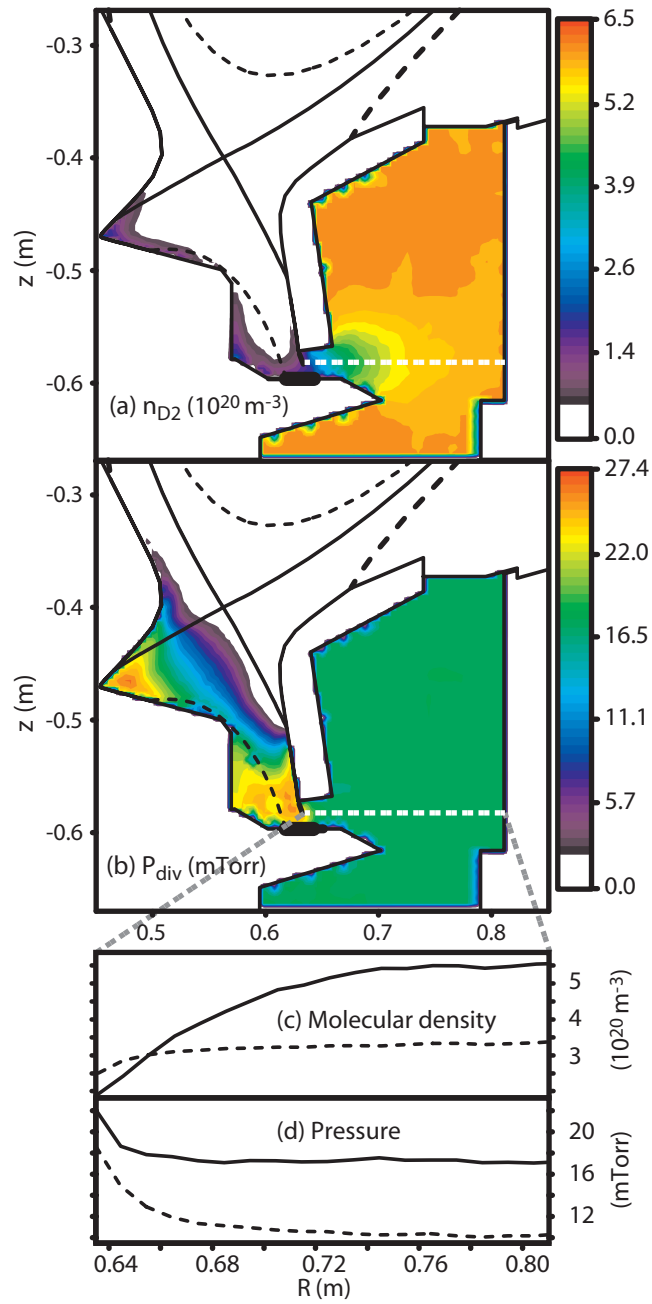 -0.3
-0.4
-0.5
-0.6
z (m)
(a) nD2 (10^20 m^-3)
6.5
5.2
3.9
2.6
1.4
0.0
-0.3
-0.4
-0.5
-0.6
z (m)
(b) Pdiv (mTorr)
27.4
22.0
16.5
11.1
5.7
0.0
0.5 0.6 0.7 0.8
(c) Molecular density
5
4
3
(10^20 m^-3)
(d) Pressure
20
16
12
(mTorr)
0.64 0.68 0.72 0.76 0.80
R (m)